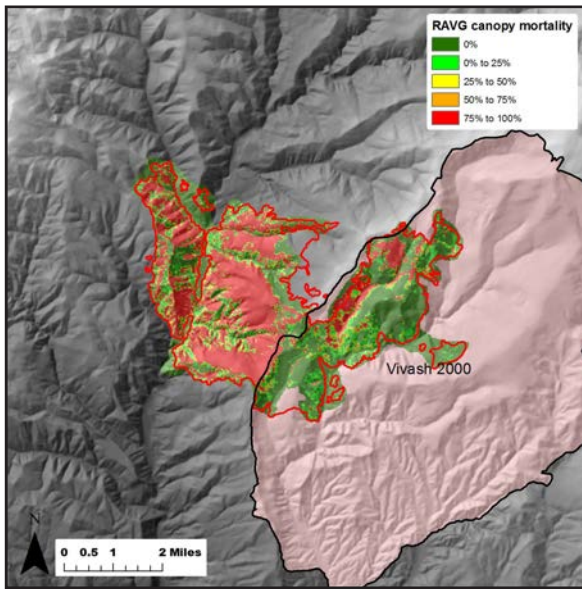 RAVG canopy mortality
0%
0% to 25%
25% to 50%
50% to 75%
75% to 100%
Vivash 2000
N
0 0.5 1 2 Miles